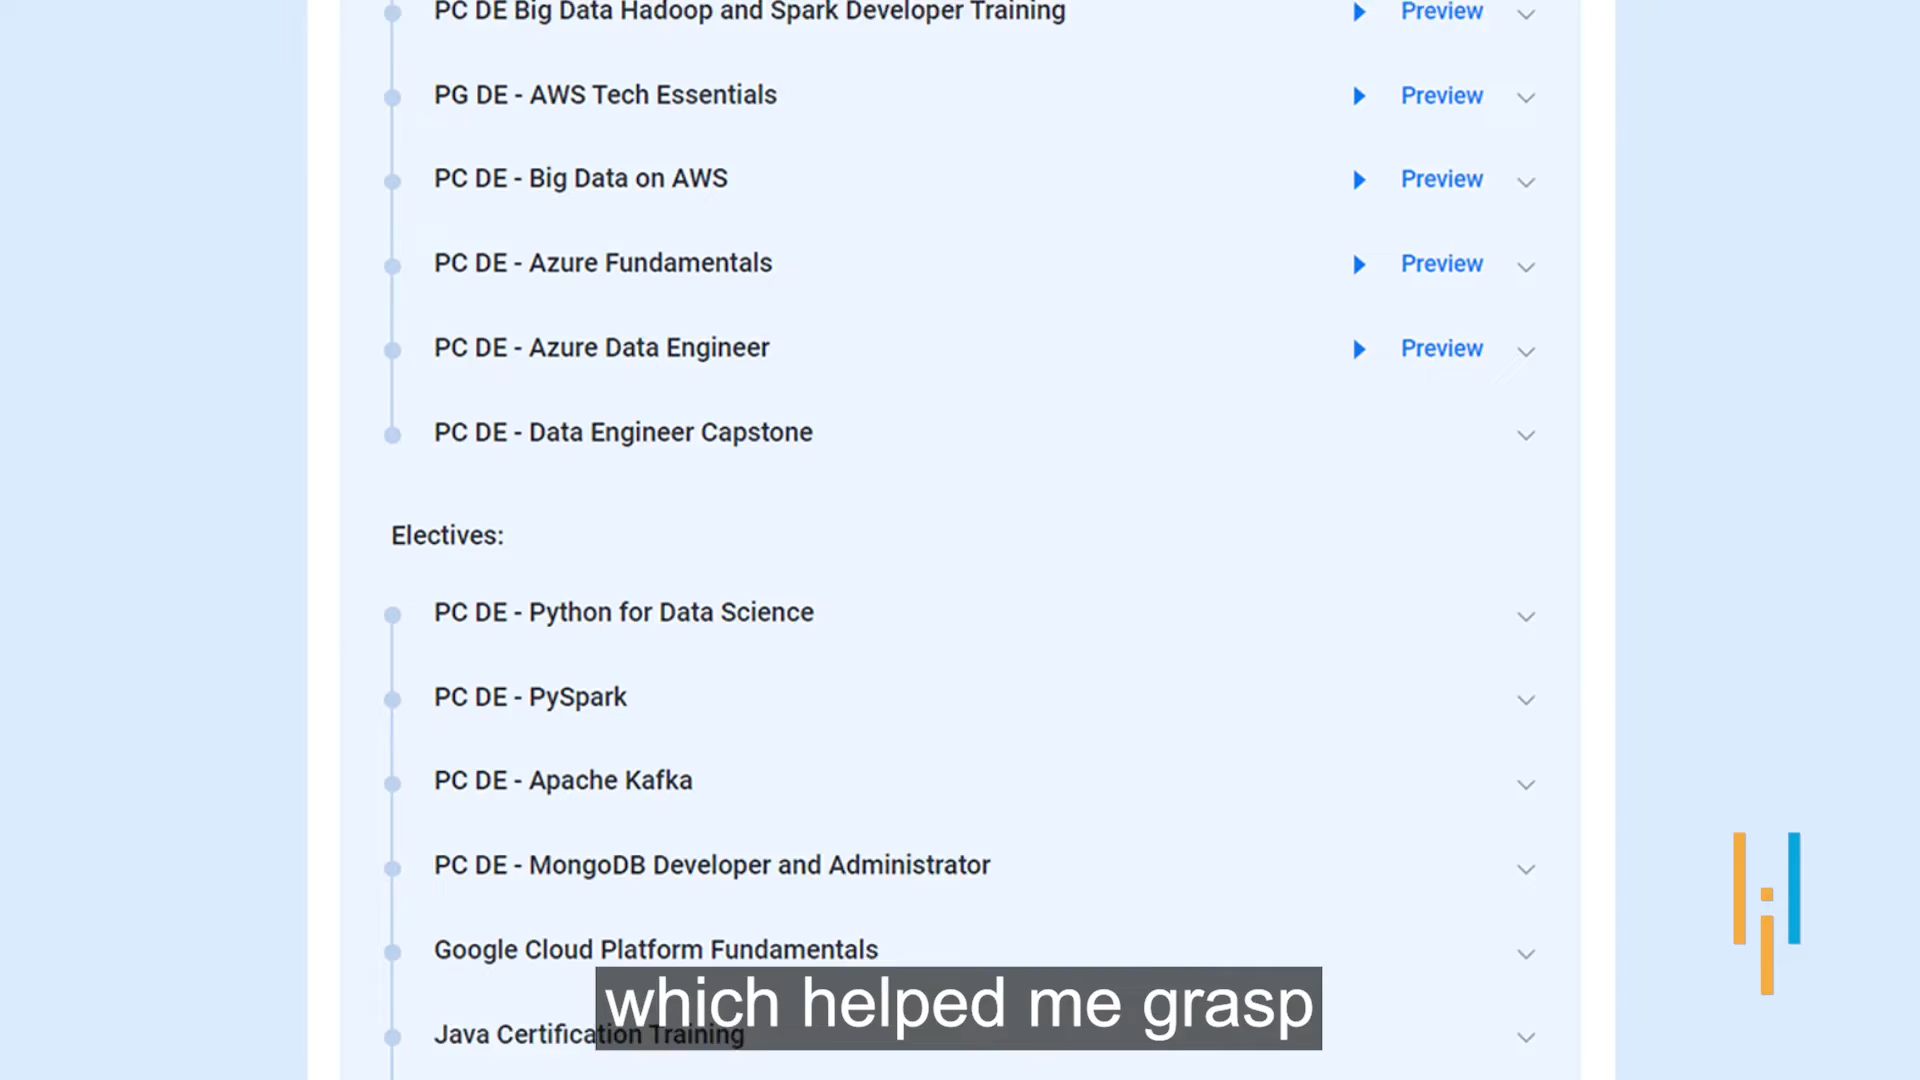 PC DE Big Data Hadoop and Spark Developer Training
Preview
PG DE - AWS Tech Essentials
Preview
PC DE - Big Data on AWS
Preview
PC DE - Azure Fundamentals
Preview
PC DE - Azure Data Engineer
Preview
PC DE - Data Engineer Capstone
Electives:
PC DE - Python for Data Science
PC DE - PySpark
PC DE - Apache Kafka
PC DE - MongoDB Developer and Administrator
Google Cloud Platform Fundamentals
which helped me grasp
Java Certification Training